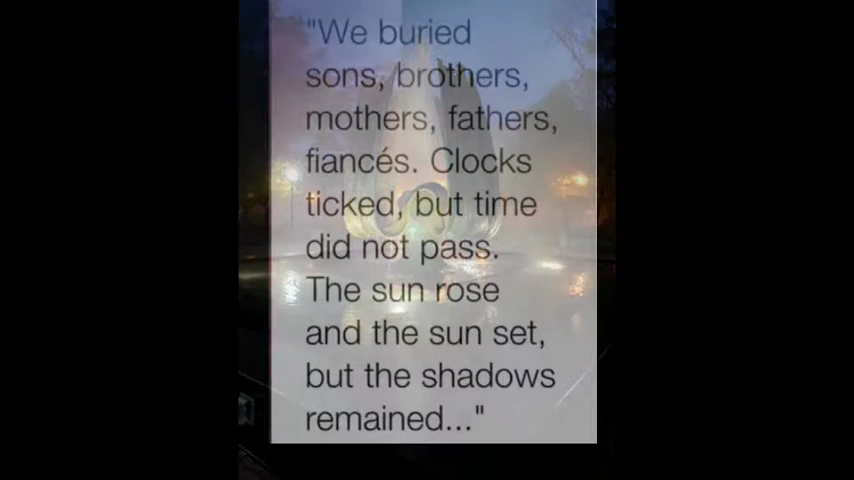 "We buried
sons, brothers,
mothers, fathers,
fiancés. Clocks
ticked, but time
did not pass.
The sun rose
and the sun set,
but the shadows
remained..."